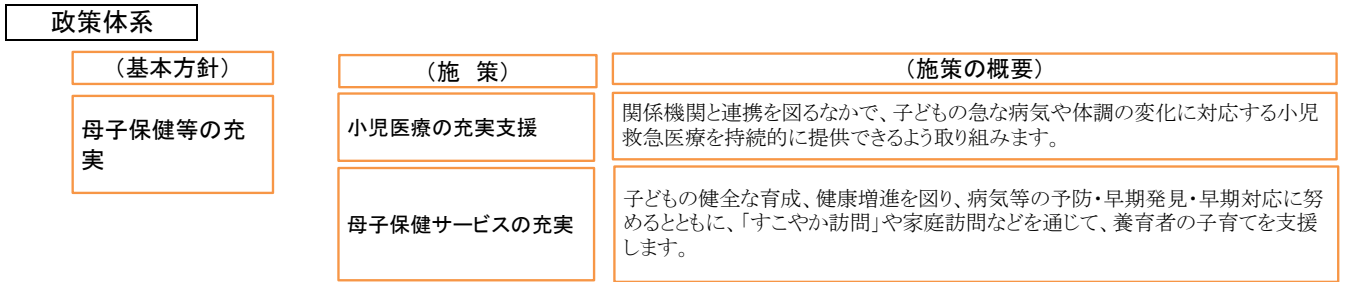 政策体系
（基本方針）
（施　策）
（施策の概要）
母子保健等の充
実
小児医療の充実支援
関係機関と連携を図るなかで、子どもの急な病気や体調の変化に対応する小児
救急医療を持続的に提供できるよう取り組みます。
母子保健サービスの充実
子どもの健全な育成、健康増進を図り、病気等の予防・早期発見・早期対応に努
めるとともに、「すこやか訪問」や家庭訪問などを通じて、養育者の子育てを支援
します。